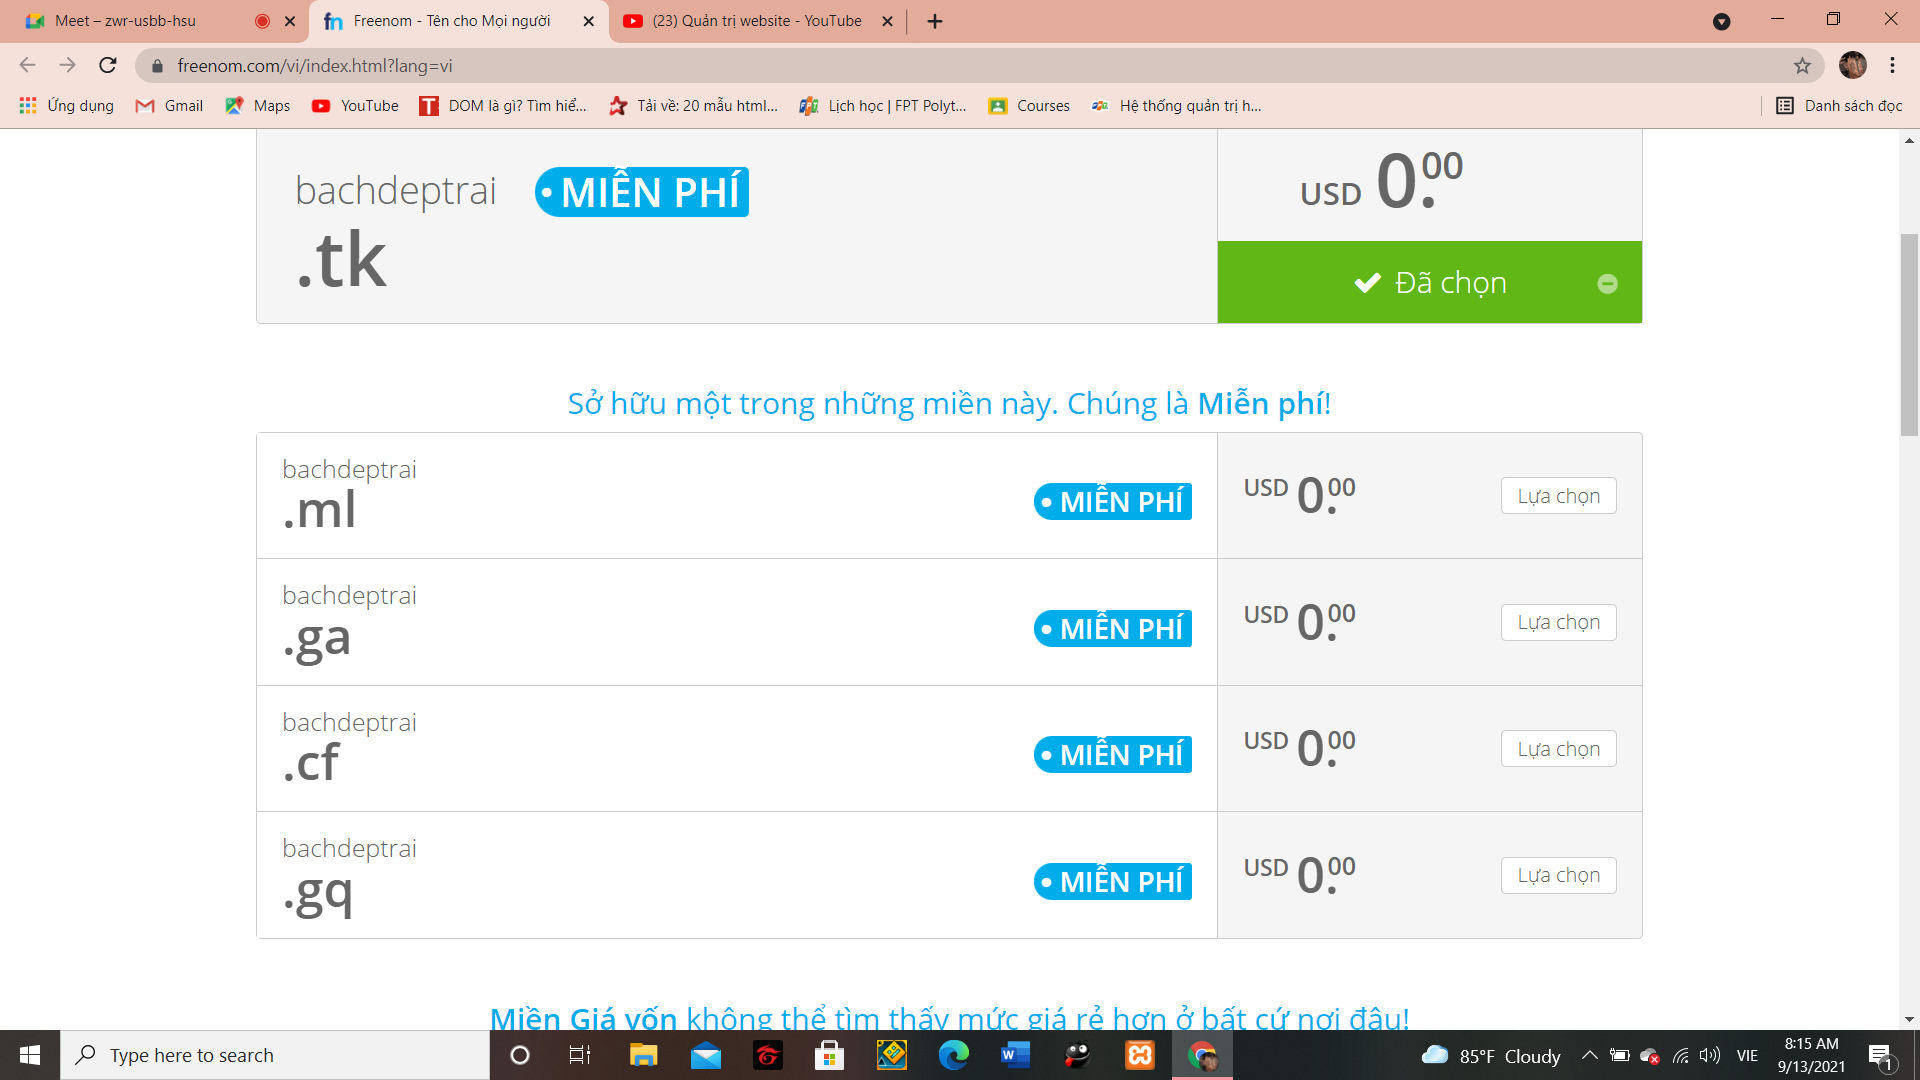 Meet – zwr-usbb-hsu
Freenom - Tên cho Mọi người
(23) Quản trị website - YouTube
freenom.com/vi/index.html?lang=vi
Ứng dụng
Gmail
Maps
YouTube
DOM là gì? Tìm hiể...
Tải về: 20 mẫu html...
Lịch học | FPT Polyt...
Courses
Hệ thống quản trị h...
Danh sách đọc
bachdeptrai
.tk
MIỄN PHÍ
USD 0.00
Đã chọn
Sở hữu một trong những miền này. Chúng là Miễn phí!
bachdeptrai
.ml
MIỄN PHÍ
USD 0.00
Lựa chọn
bachdeptrai
.ga
MIỄN PHÍ
USD 0.00
Lựa chọn
bachdeptrai
.cf
MIỄN PHÍ
USD 0.00
Lựa chọn
bachdeptrai
.gq
MIỄN PHÍ
USD 0.00
Lựa chọn
Miền Giá vốn không thể tìm thấy mức giá rẻ hơn ở bất cứ nơi đâu!
Type here to search
85°F Cloudy
VIE
8:15 AM
9/13/2021
1